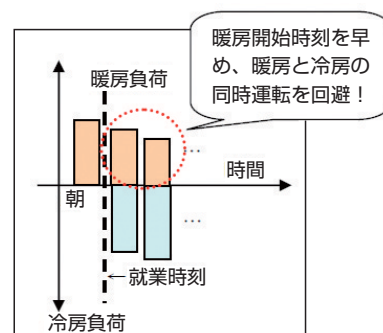 暖房開始時刻を早
め、暖房と冷房の
同時運転を回避！
暖房負荷
…
時間
朝
…
←就業時刻
冷房負荷